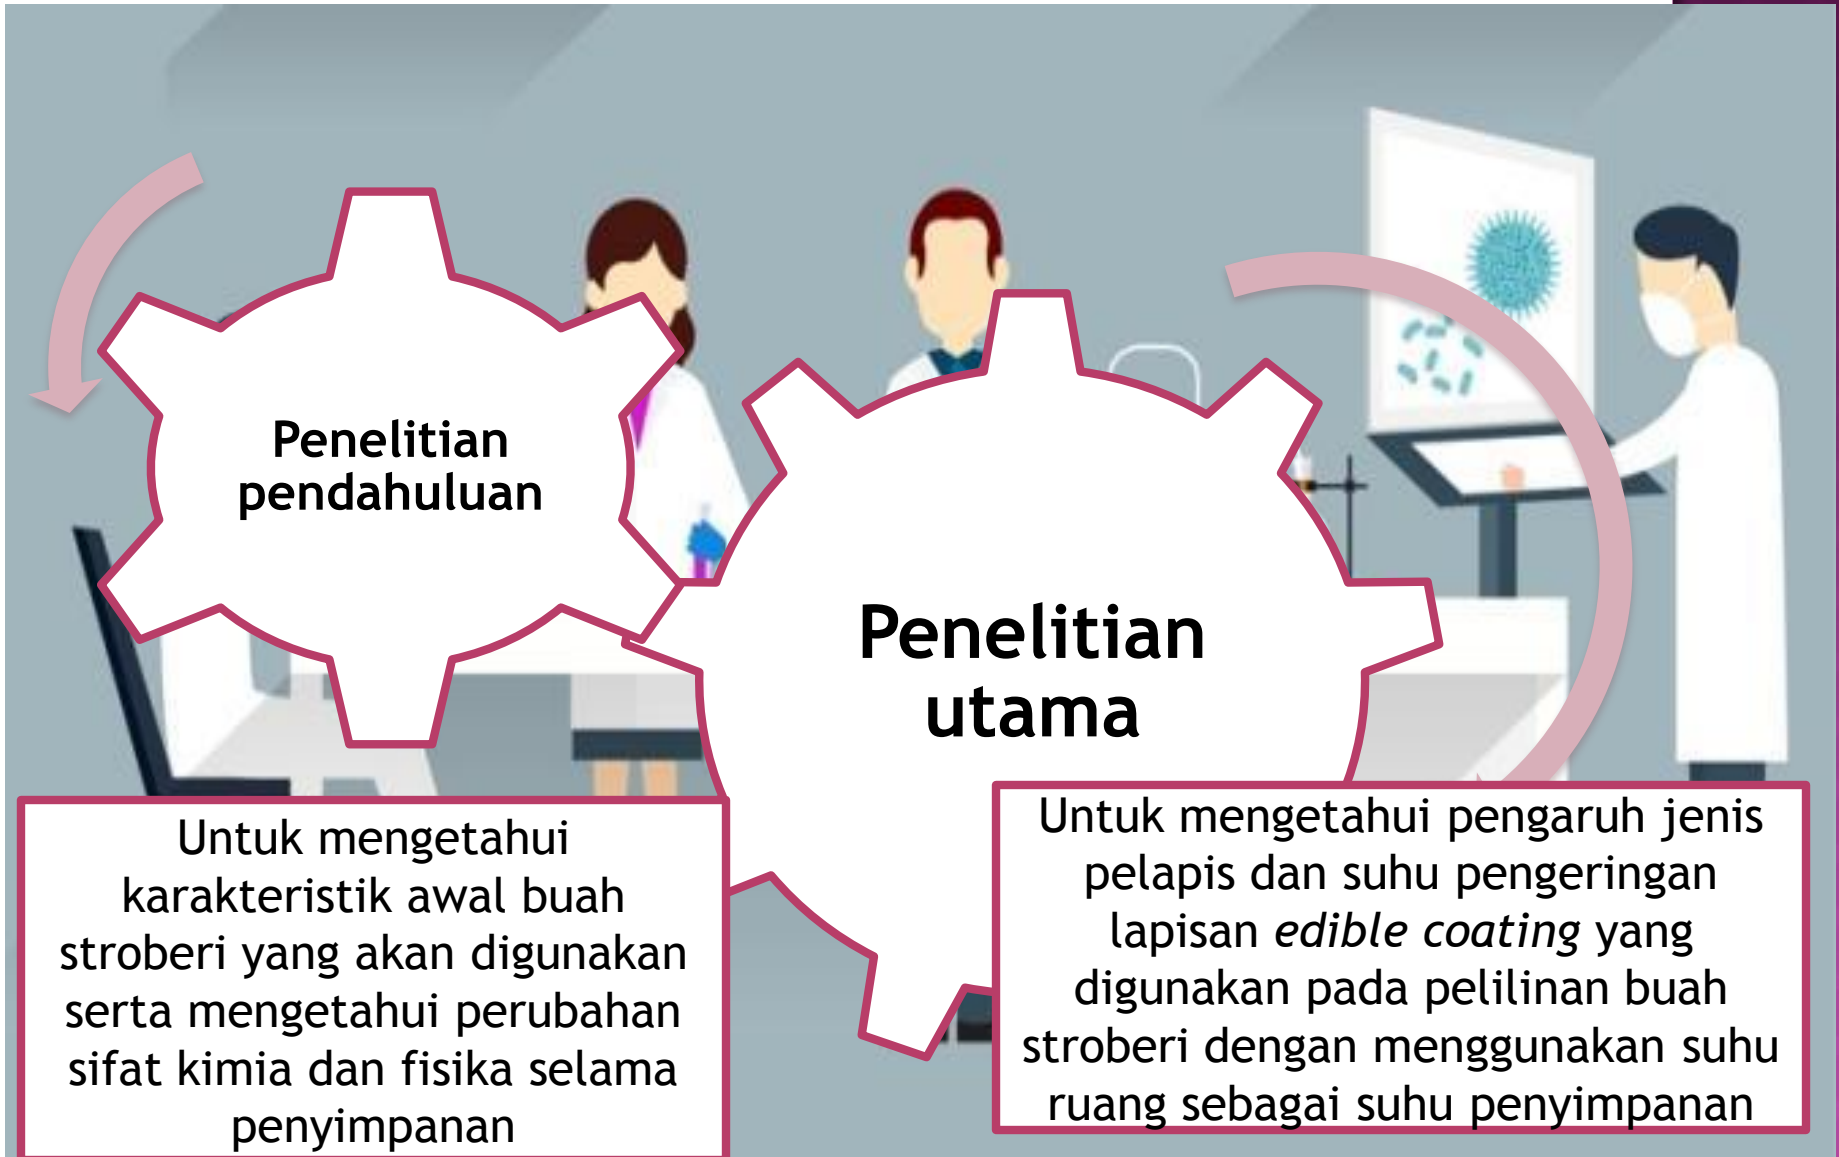 Penelitian
pendahuluan
Penelitian
utama
Untuk mengetahui
karakteristik awal buah
stroberi yang akan digunakan
serta mengetahui perubahan
sifat kimia dan fisika selama
penyimpanan
Untuk mengetahui pengaruh jenis
pelapis dan suhu pengeringan
lapisan edible coating yang
digunakan pada pelilinan buah
stroberi dengan menggunakan suhu
ruang sebagai suhu penyimpanan